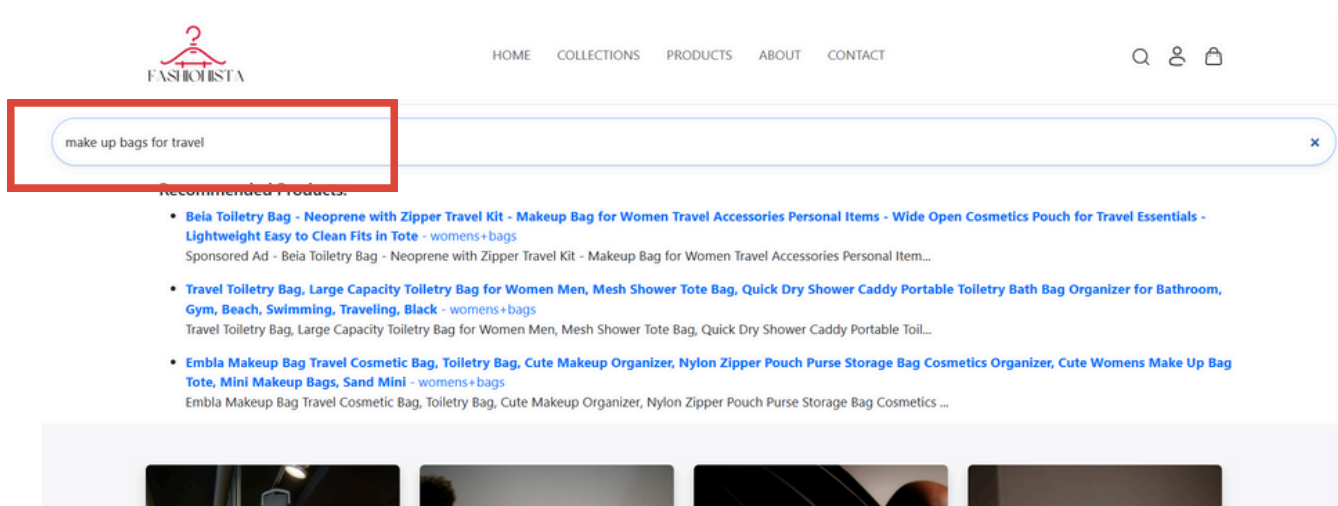 FASHIONISTA
HOME COLLECTIONS PRODUCTS ABOUT CONTACT
make up bags for travel
×
Recommended Products:
• Beia Toiletry Bag - Neoprene with Zipper Travel Kit - Makeup Bag for Women Travel Accessories Personal Items - Wide Open Cosmetics Pouch for Travel Essentials -
Lightweight Easy to Clean Fits in Tote - womens+bags
Sponsored Ad - Beia Toiletry Bag - Neoprene with Zipper Travel Kit - Makeup Bag for Women Travel Accessories Personal Item...
• Travel Toiletry Bag, Large Capacity Toiletry Bag for Women Men, Mesh Shower Tote Bag, Quick Dry Shower Caddy Portable Toiletry Bath Bag Organizer for Bathroom,
Gym, Beach, Swimming, Traveling, Black - womens+bags
Travel Toiletry Bag, Large Capacity Toiletry Bag for Women Men, Mesh Shower Tote Bag, Quick Dry Shower Caddy Portable Toil...
• Embla Makeup Bag Travel Cosmetic Bag, Toiletry Bag, Cute Makeup Organizer, Nylon Zipper Pouch Purse Storage Bag Cosmetics Organizer, Cute Womens Make Up Bag
Tote, Mini Makeup Bags, Sand Mini - womens+bags
Embla Makeup Bag Travel Cosmetic Bag, Toiletry Bag, Cute Makeup Organizer, Nylon Zipper Pouch Purse Storage Bag Cosmetics ...